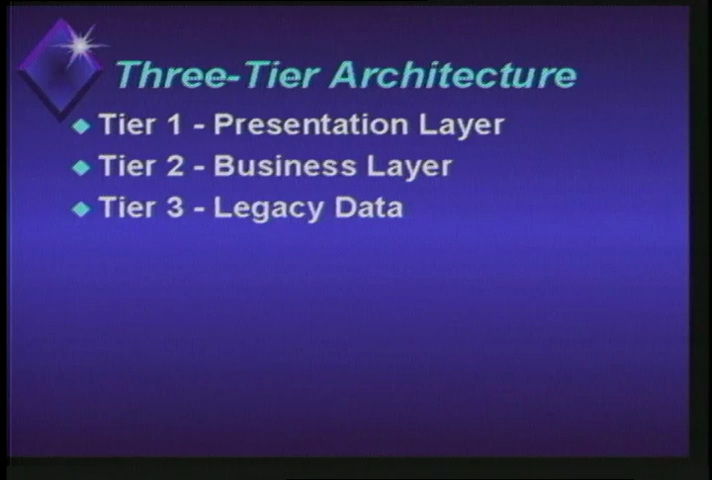 Three-Tier Architecture
Tier 1 - Presentation Layer
Tier 2 - Business Layer
Tier 3 - Legacy Data